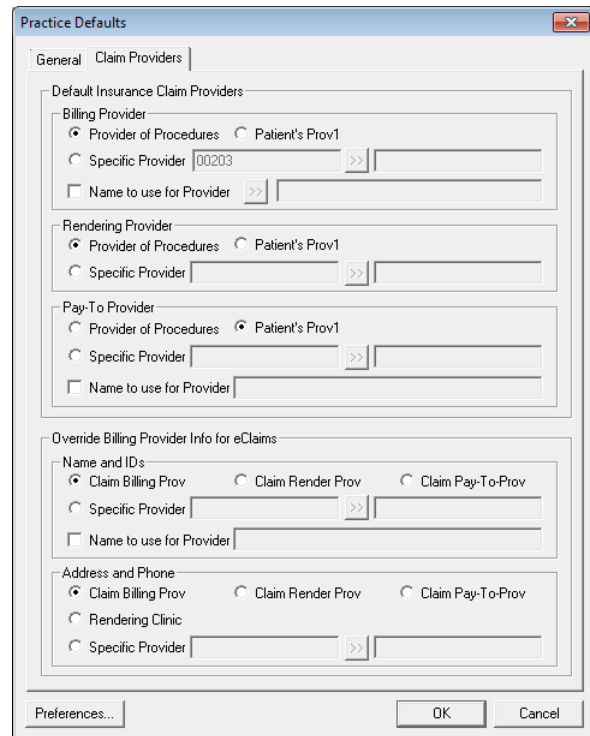 Practice Defaults
General Claim Providers
Default Insurance Claim Providers
Billing Provider
Provider of Procedures Patient's Prov1
Specific Provider 00203 >>
Name to use for Provider >>
Rendering Provider
Provider of Procedures Patient's Prov1
Specific Provider >>
Pay-To Provider
Provider of Procedures Patient's Prov1
Specific Provider >>
Name to use for Provider
Override Billing Provider Info for eClaims
Name and IDs
Claim Billing Prov Claim Render Prov Claim Pay-To-Prov
Specific Provider >>
Name to use for Provider
Address and Phone
Claim Billing Prov Claim Render Prov Claim Pay-To-Prov
Rendering Clinic
Specific Provider >>
Preferences... OK Cancel